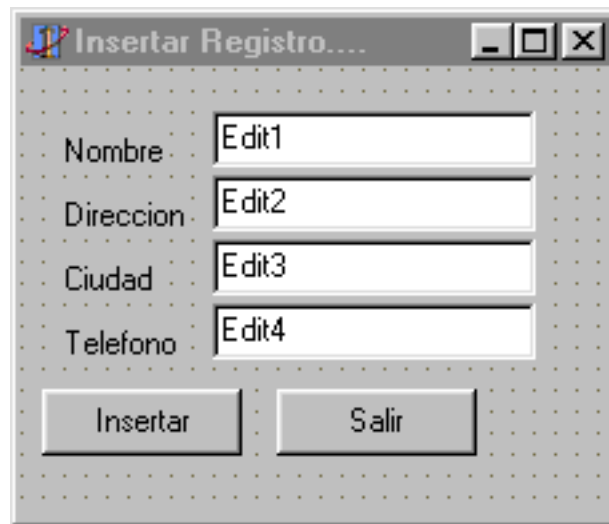 Insertar Registro....
Nombre Edit1
Direccion Edit2
Ciudad Edit3
Telefono Edit4
Insertar Salir